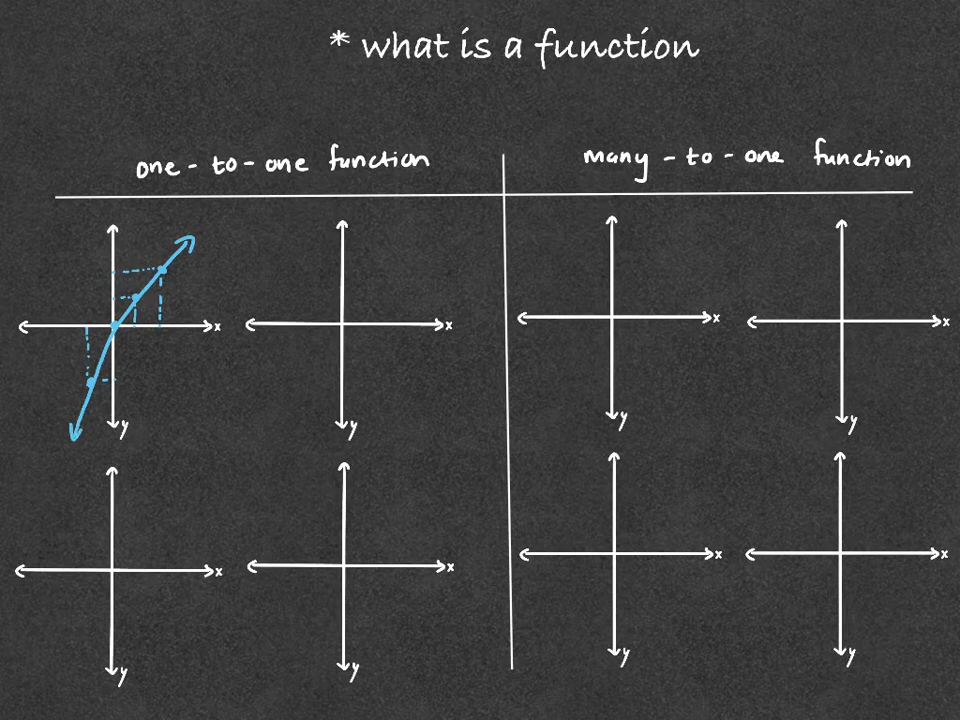 * what is a function
one - to - one function
many - to - one function
x
x
x
x
y
y
y
y
x
x
x
x
y
y
y
y